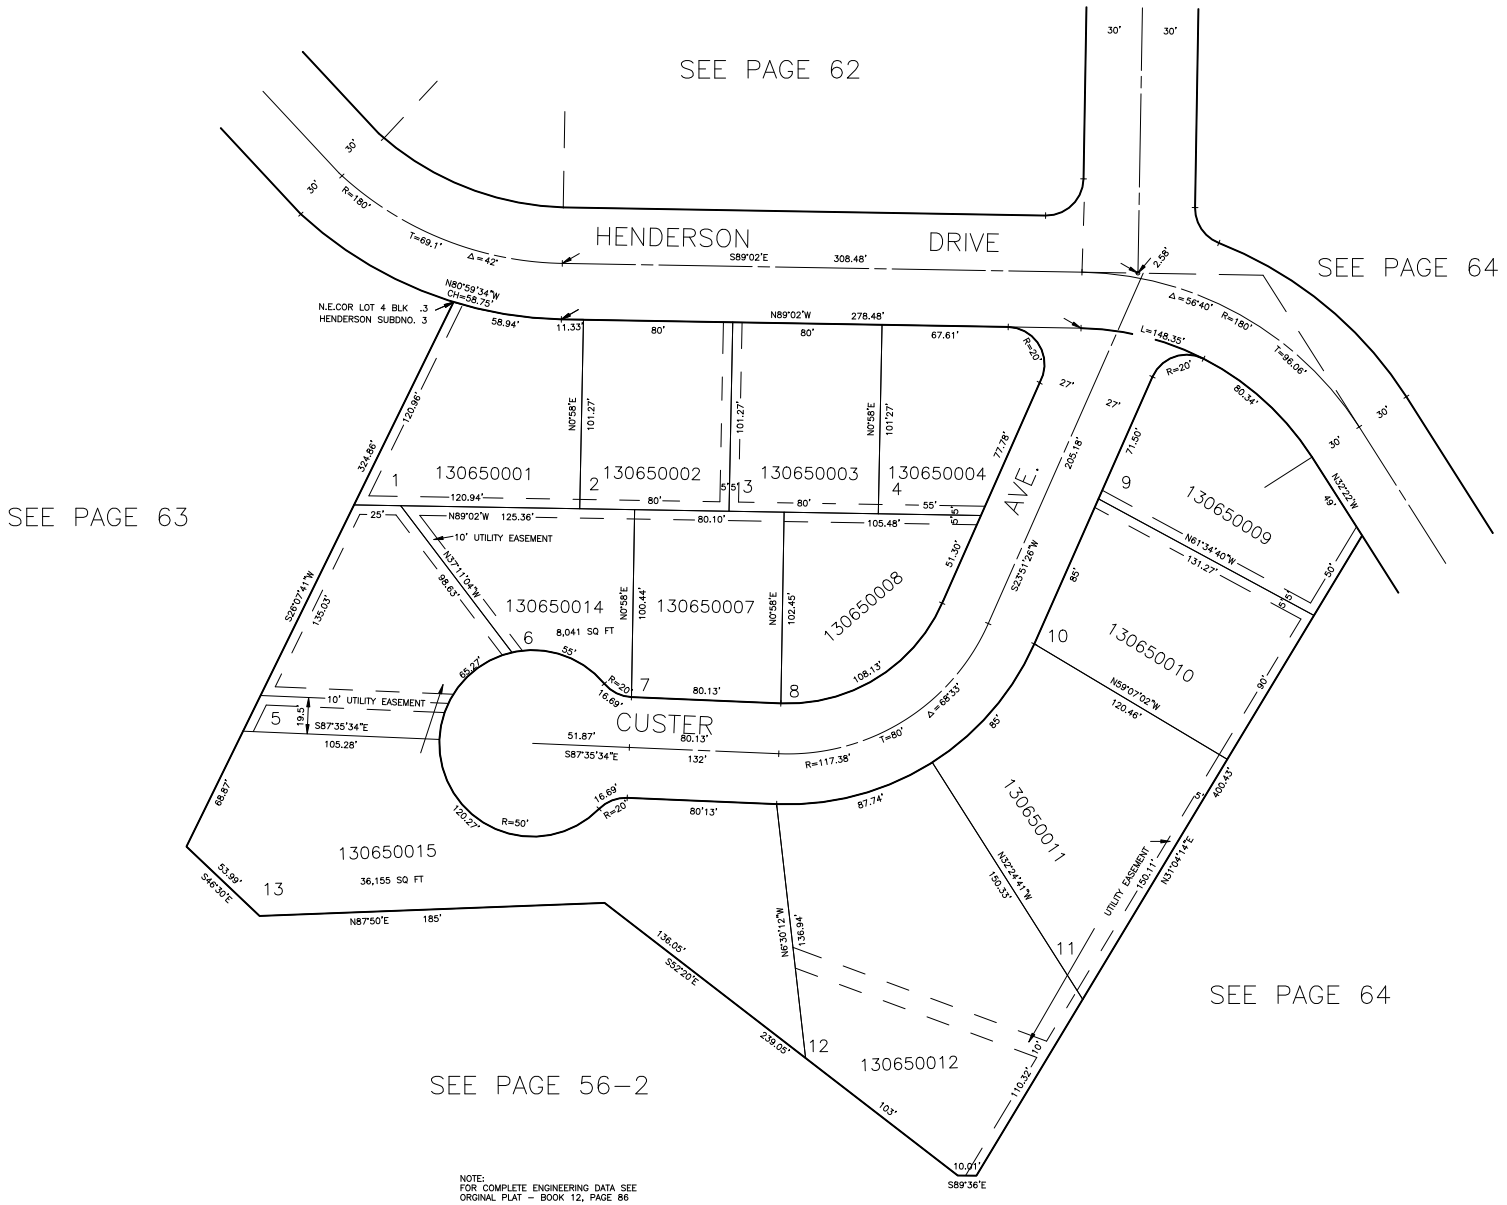 30'
30'
SEE PAGE 62
30'
30'
R=180'
T=69.1'
Δ=42'
HENDERSON DRIVE
S89°02'E
308.48'
2.58'
SEE PAGE 64
N80°59'34"W
CH=58.75'
N.E.COR LOT 4 BLK .3
HENDERSON SUBDNO. 3
58.94'
11.33'
80'
N89°02'W
278.48'
80'
67.61'
R=20'
Δ=56°40'
R=180'
L=148.35'
T=96.06'
R=20'
80.34'
30'
30'
27'
27'
120.96'
324.86'
N0°58'E
101.27'
101.27'
N0°58'E
101'27'
77.78'
205.18'
71.50'
N32°22'W
49'
1
130650001
2
130650002
5'
5'
3
130650003
4
130650004
AVE.
9
130650009
120.94'
80'
80'
55'
25'
N89°02'W
125.36'
80.10'
105.48'
5'
5'
10' UTILITY EASEMENT
N37°11'04"W
98.63'
N61°34'40"W
131.27'
50'
5'
5'
SEE PAGE 63
S26°07'41"W
135.03'
130650014
8,041 SQ FT
6
55'
65.27'
N0°58'E
100.44'
130650007
N0°58'E
102.45'
130650008
51.30'
S23°51'26"W
85'
10
130650010
108.13'
R=20'
16.69'
7
80.13'
8
N59°07'02"W
120.46'
90'
10' UTILITY EASEMENT
19.5'
5
S87°35'34"E
105.28'
CUSTER
51.87'
80.13'
S87°35'34"E
132'
Δ=68°33'
T=80'
R=117.38'
85'
16.69'
R=20'
80'13'
87.74'
120.27'
R=50'
68.87'
130650015
36,155 SQ FT
13
53.99'
S46°30'E
N87°50'E
185'
130650011
N32°24'41"W
150.33'
5'
400.43'
UTILITY EASEMENT
150.11'
N31°04'14"E
N6°30'12"W
136.94'
136.05'
S52°20'E
11
SEE PAGE 64
239.05'
12
130650012
10'
110.32'
SEE PAGE 56-2
103'
10.01'
S89°36'E
NOTE:
FOR COMPLETE ENGINEERING DATA SEE
ORGINAL PLAT - BOOK 12, PAGE 86